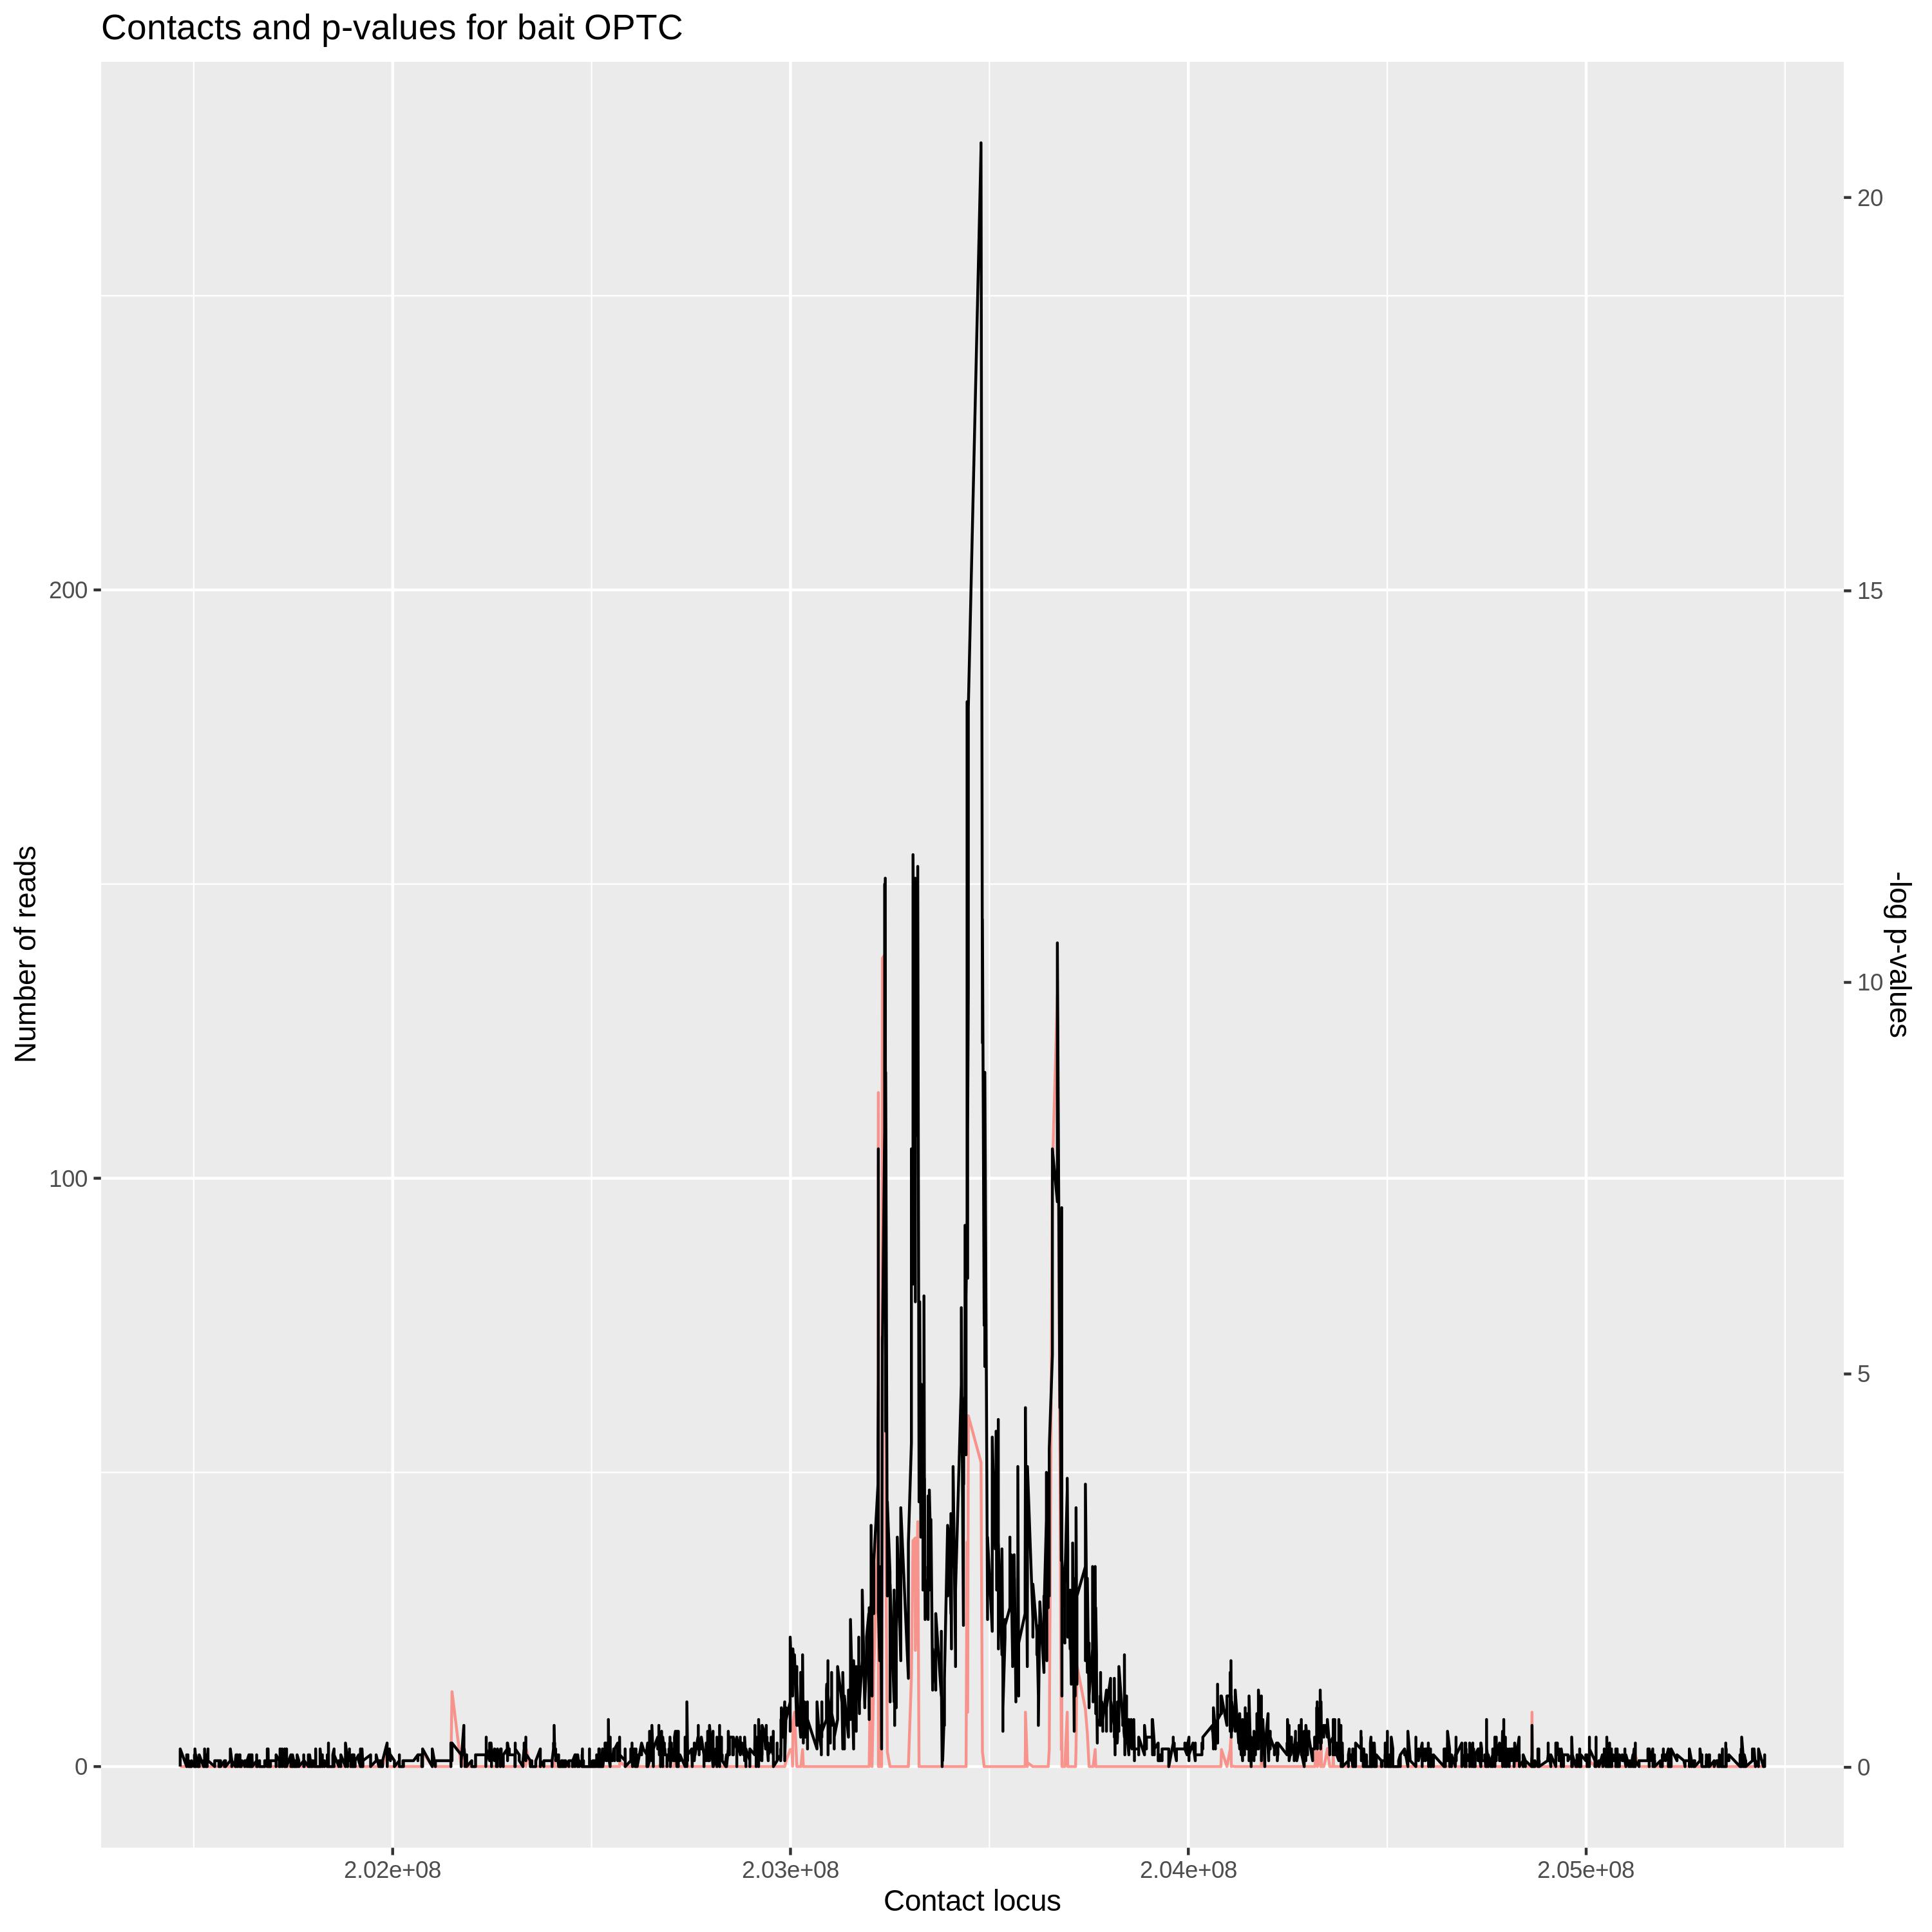 Contacts and p-values for bait OPTC
Number of reads
200
100
0
20
15
10
5
0
-log p-values
2.02e+08
2.03e+08
2.04e+08
2.05e+08
Contact locus